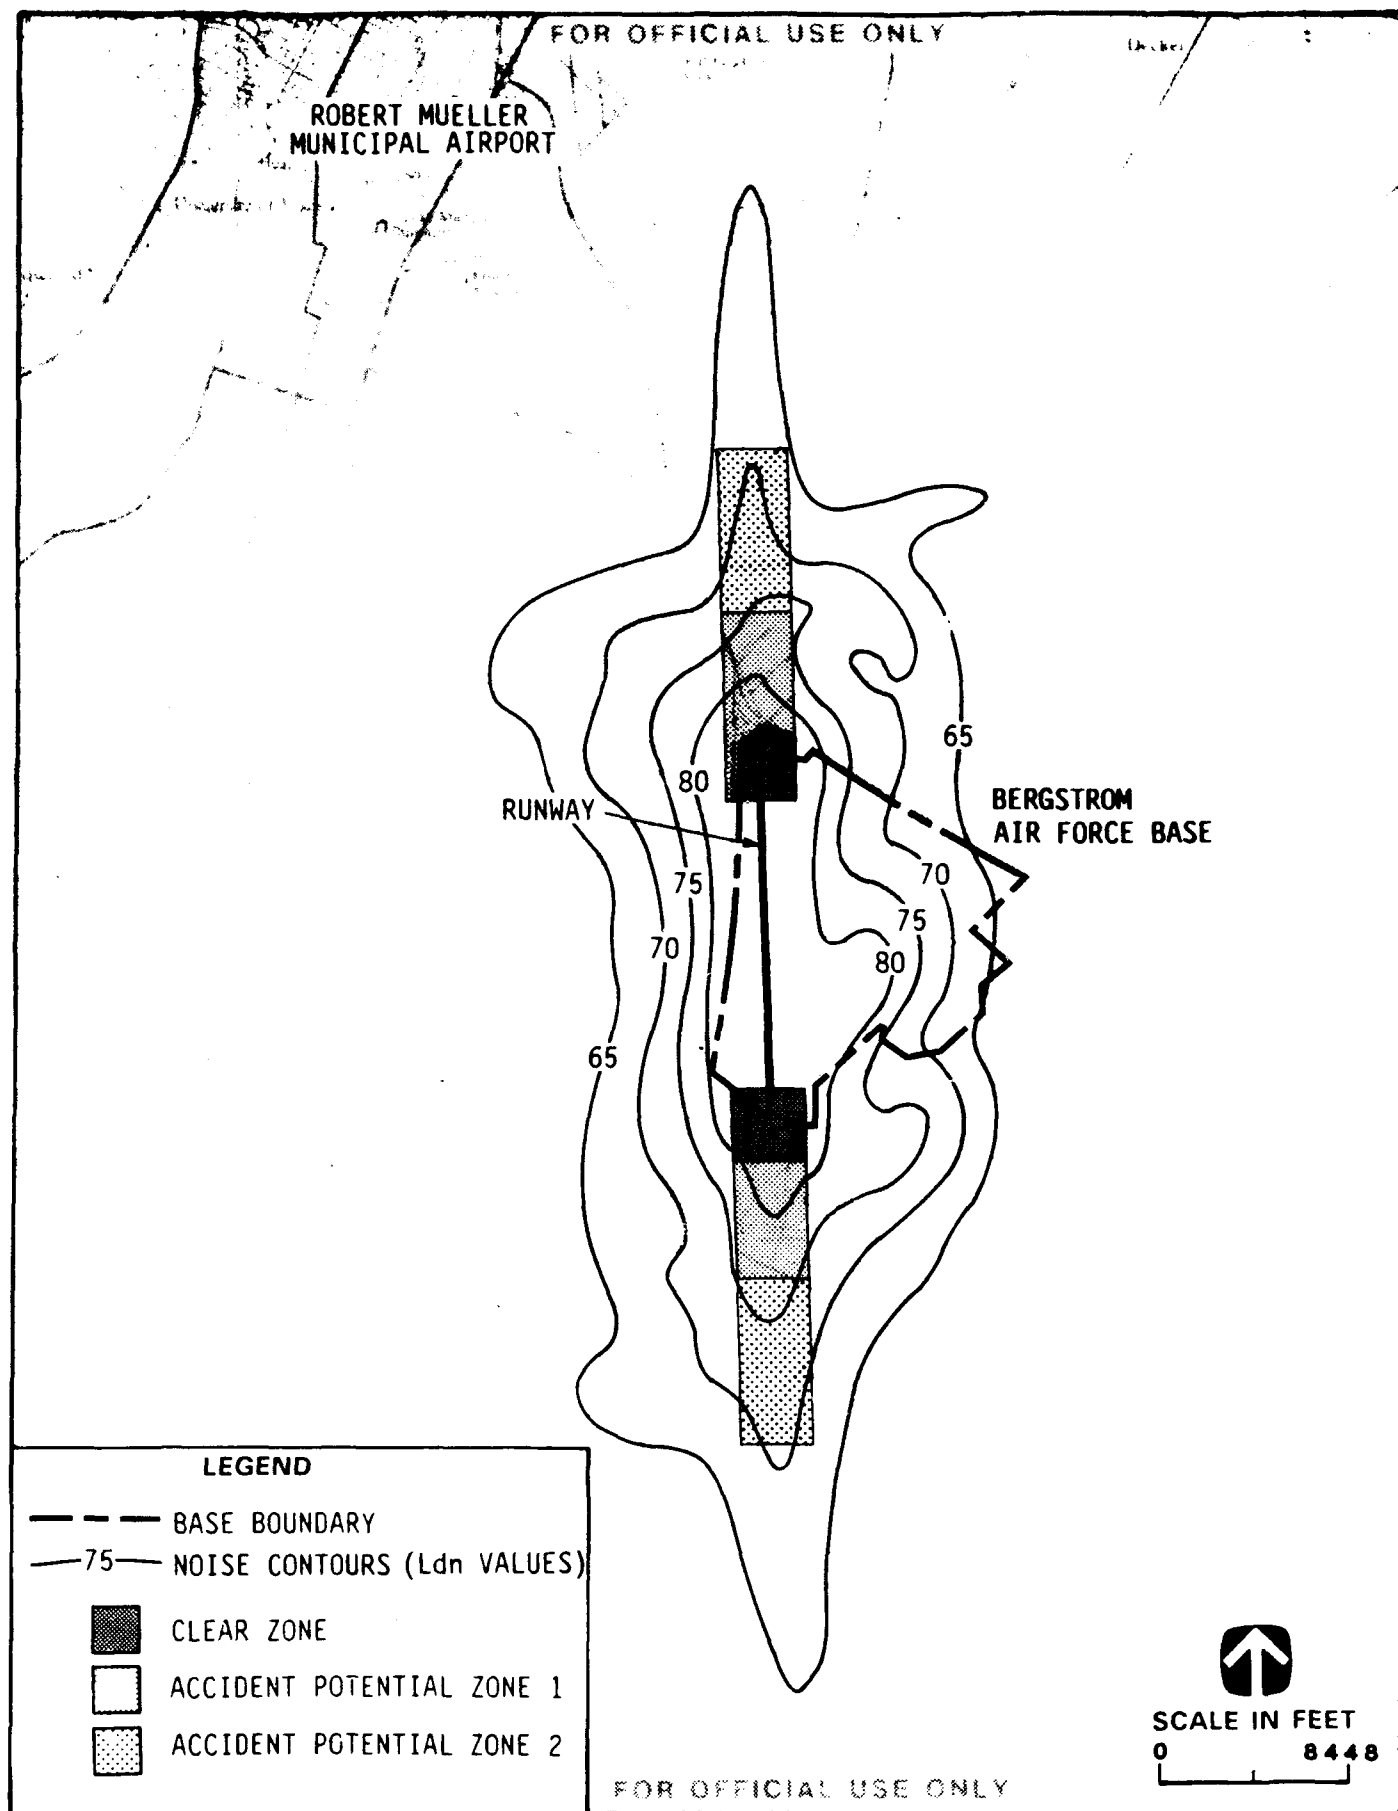 FOR OFFICIAL USE ONLY
ROBERT MUELLER
MUNICIPAL AIRPORT
65
80
RUNWAY
BERGSTROM
AIR FORCE BASE
70
75
75
70
80
65
LEGEND
BASE BOUNDARY
75 NOISE CONTOURS (Ldn VALUES)
CLEAR ZONE
ACCIDENT POTENTIAL ZONE 1
ACCIDENT POTENTIAL ZONE 2
SCALE IN FEET
0 8448
FOR OFFICIAL USE ONLY